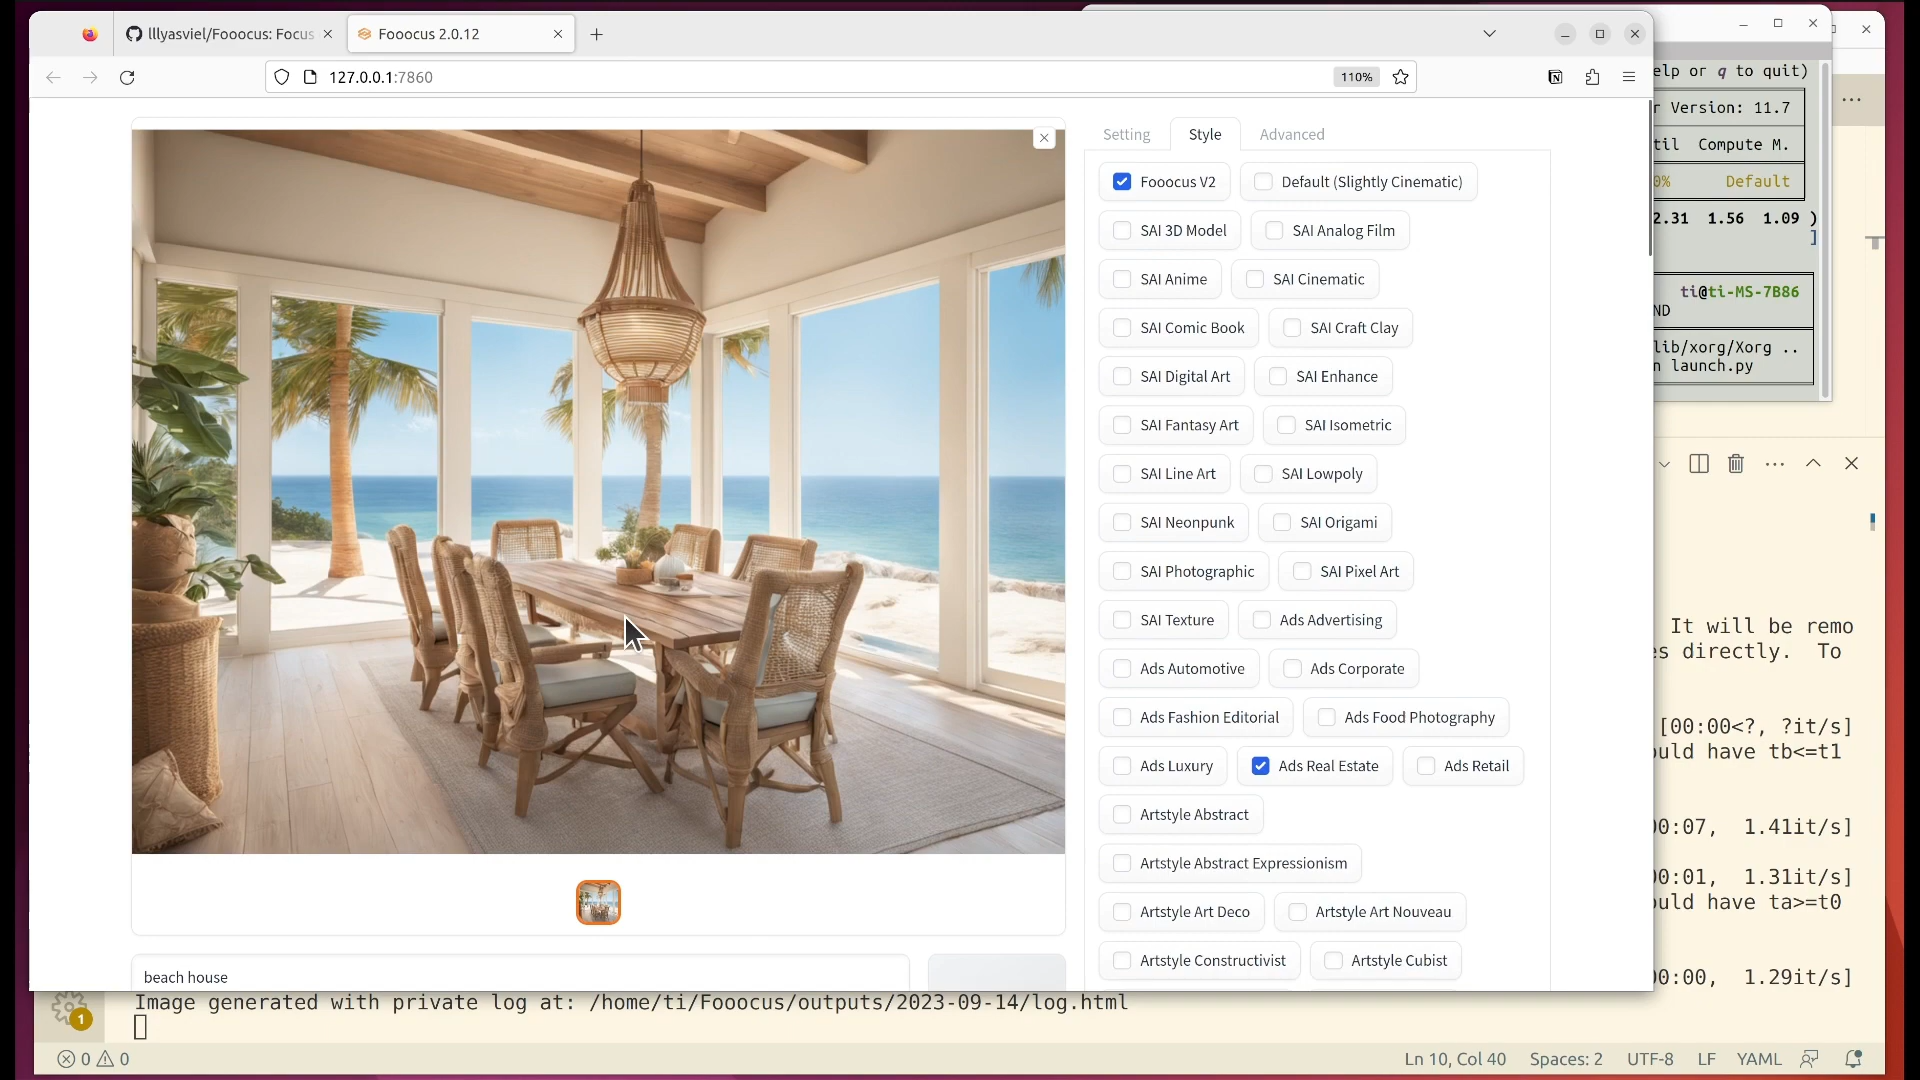 lllyasviel/Fooocus: Focus
Fooocus 2.0.12
127.0.0.1:7860
110%
Setting
Style
Advanced
Fooocus V2
Default (Slightly Cinematic)
SAI 3D Model
SAI Analog Film
SAI Anime
SAI Cinematic
SAI Comic Book
SAI Craft Clay
SAI Digital Art
SAI Enhance
SAI Fantasy Art
SAI Isometric
SAI Line Art
SAI Lowpoly
SAI Neonpunk
SAI Origami
SAI Photographic
SAI Pixel Art
SAI Texture
Ads Advertising
Ads Automotive
Ads Corporate
Ads Fashion Editorial
Ads Food Photography
Ads Luxury
Ads Real Estate
Ads Retail
Artstyle Abstract
Artstyle Abstract Expressionism
Artstyle Art Deco
Artstyle Art Nouveau
Artstyle Constructivist
Artstyle Cubist
beach house
elp or q to quit)
r Version: 11.7
til Compute M.
0% Default
2.31 1.56 1.09 )
]
ti@ti-MS-7B86
ND
lib/xorg/Xorg ..
n launch.py
It will be remo
es directly. To
[00:00<?, ?it/s]
ould have tb<=t1
00:07, 1.41it/s]
00:01, 1.31it/s]
ould have ta>=t0
00:00, 1.29it/s]
Image generated with private log at: /home/ti/Fooocus/outputs/2023-09-14/log.html
1
0 0
Ln 10, Col 40
Spaces: 2
UTF-8
LF
YAML